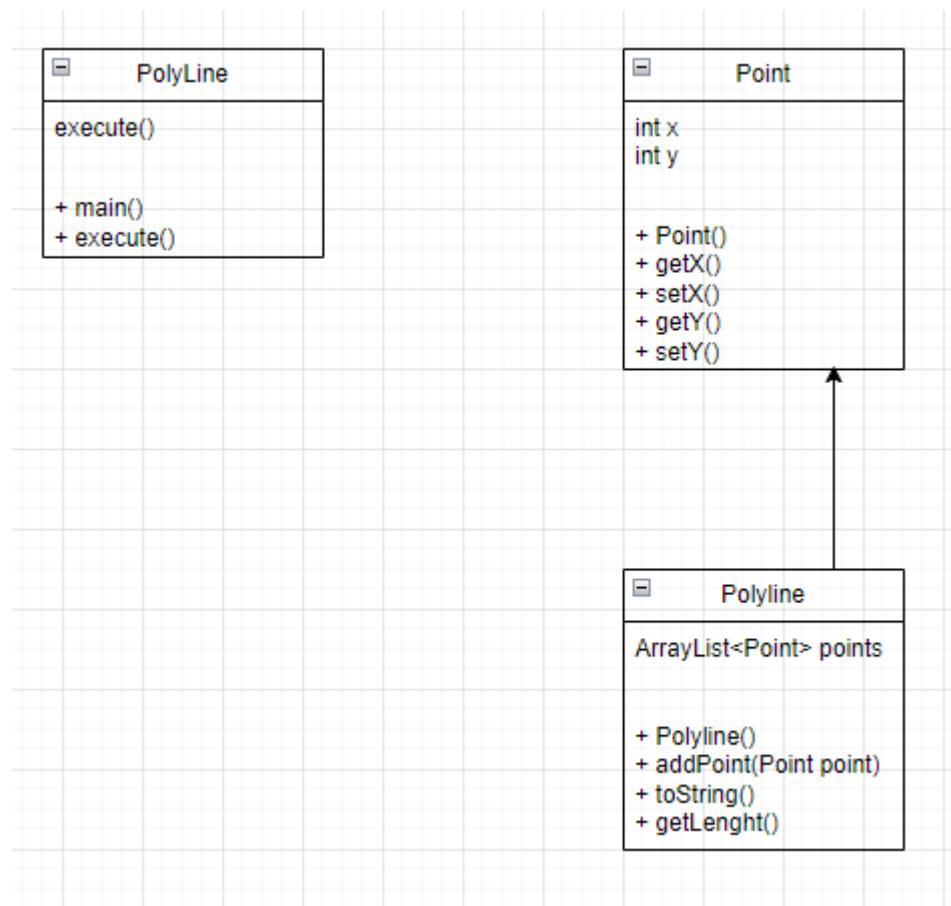 PolyLine
execute()
+ main()
+ execute()
Point
int x
int y
+ Point()
+ getX()
+ setX()
+ getY()
+ setY()
Polyline
ArrayList<Point> points
+ Polyline()
+ addPoint(Point point)
+ toString()
+ getLenght()